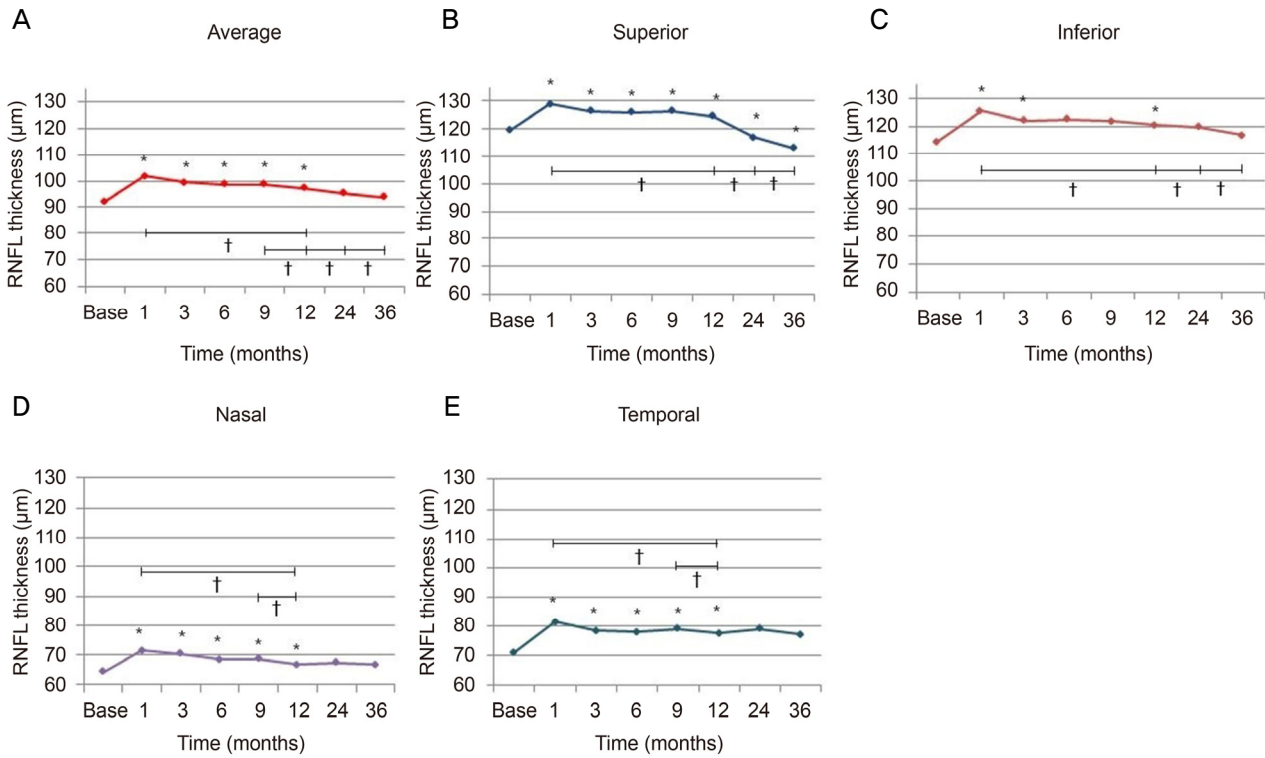 A
Average
RNFL thickness (µm)
130
120
110
100
90
80
70
60
* * * * *
†
† † †
Base 1 3 6 9 12 24 36
Time (months)
B
Superior
RNFL thickness (µm)
130
120
110
100
90
80
70
60
* * * * * * *
† † †
Base 1 3 6 9 12 24 36
Time (months)
C
Inferior
RNFL thickness (µm)
130
120
110
100
90
80
70
60
* * *
† † †
Base 1 3 6 9 12 24 36
Time (months)
D
Nasal
RNFL thickness (µm)
130
120
110
100
90
80
70
60
†
†
* * * * *
Base 1 3 6 9 12 24 36
Time (months)
E
Temporal
RNFL thickness (µm)
130
120
110
100
90
80
70
60
†
†
* * * * *
Base 1 3 6 9 12 24 36
Time (months)